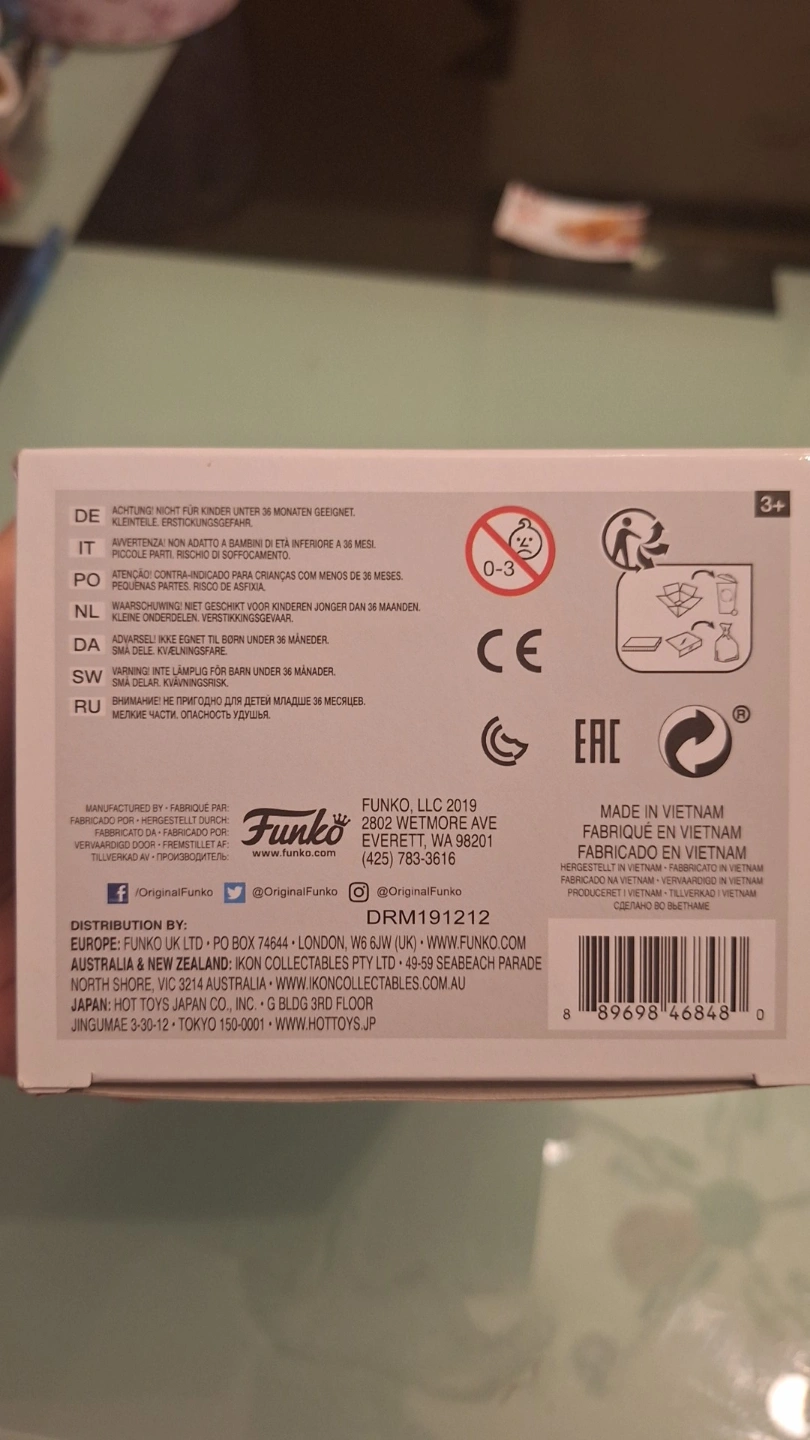 3+
DE ACHTUNG! NICHT FÜR KINDER UNTER 36 MONATEN GEEIGNET.
KLEINTEILE. ERSTICKUNGSGEFAHR.
IT AVVERTENZA! NON ADATTO A BAMBINI DI ETÀ INFERIORE A 36 MESI.
PICCOLE PARTI. RISCHIO DI SOFFOCAMENTO.
PO ATENÇÃO! CONTRA-INDICADO PARA CRIANÇAS COM MENOS DE 36 MESES.
PEQUENAS PARTES. RISCO DE ASFIXIA.
NL WAARSCHUWING! NIET GESCHIKT VOOR KINDEREN JONGER DAN 36 MAANDEN.
KLEINE ONDERDELEN. VERSTIKKINGSGEVAAR.
DA ADVARSEL! IKKE EGNET TIL BØRN UNDER 36 MÅNEDER.
SMÅ DELE. KVÆLNINGSFARE.
SW VARNING! INTE LÄMPLIG FÖR BARN UNDER 36 MÅNADER.
SMÅ DELAR. KVÄVNINGSRISK.
RU ВНИМАНИЕ! НЕ ПРИГОДНО ДЛЯ ДЕТЕЙ МЛАДШЕ 36 МЕСЯЦЕВ.
МЕЛКИЕ ЧАСТИ. ОПАСНОСТЬ УДУШЬЯ.
0-3
CE
EAC
®
MANUFACTURED BY • FABRIQUÉ PAR:
FABRICADO POR • HERGESTELLT DURCH:
FABBRICATO DA • FABRICADO POR:
VERVAARDIGD DOOR • FREMSTILLET AF:
TILLVERKAD AV • ПРОИЗВОДИТЕЛЬ:
Funko
www.funko.com
FUNKO, LLC 2019
2802 WETMORE AVE
EVERETT, WA 98201
(425) 783-3616
MADE IN VIETNAM
FABRIQUÉ EN VIETNAM
FABRICADO EN VIETNAM
HERGESTELLT IN VIETNAM • FABBRICATO IN VIETNAM
FABRICADO NA VIETNAM • VERVAARDIGD IN VIETNAM
PRODUCERET I VIETNAM • TILLVERKAD I VIETNAM
СДЕЛАНО ВО ВЬЕТНАМЕ
/OriginalFunko @OriginalFunko @OriginalFunko
DRM191212
DISTRIBUTION BY:
EUROPE: FUNKO UK LTD • PO BOX 74644 • LONDON, W6 6JW (UK) • WWW.FUNKO.COM
AUSTRALIA & NEW ZEALAND: IKON COLLECTABLES PTY LTD • 49-59 SEABEACH PARADE
NORTH SHORE, VIC 3214 AUSTRALIA • WWW.IKONCOLLECTABLES.COM.AU
JAPAN: HOT TOYS JAPAN CO., INC. • G BLDG 3RD FLOOR
JINGUMAE 3-30-12 • TOKYO 150-0001 • WWW.HOTTOYS.JP
8 89698 46848 0